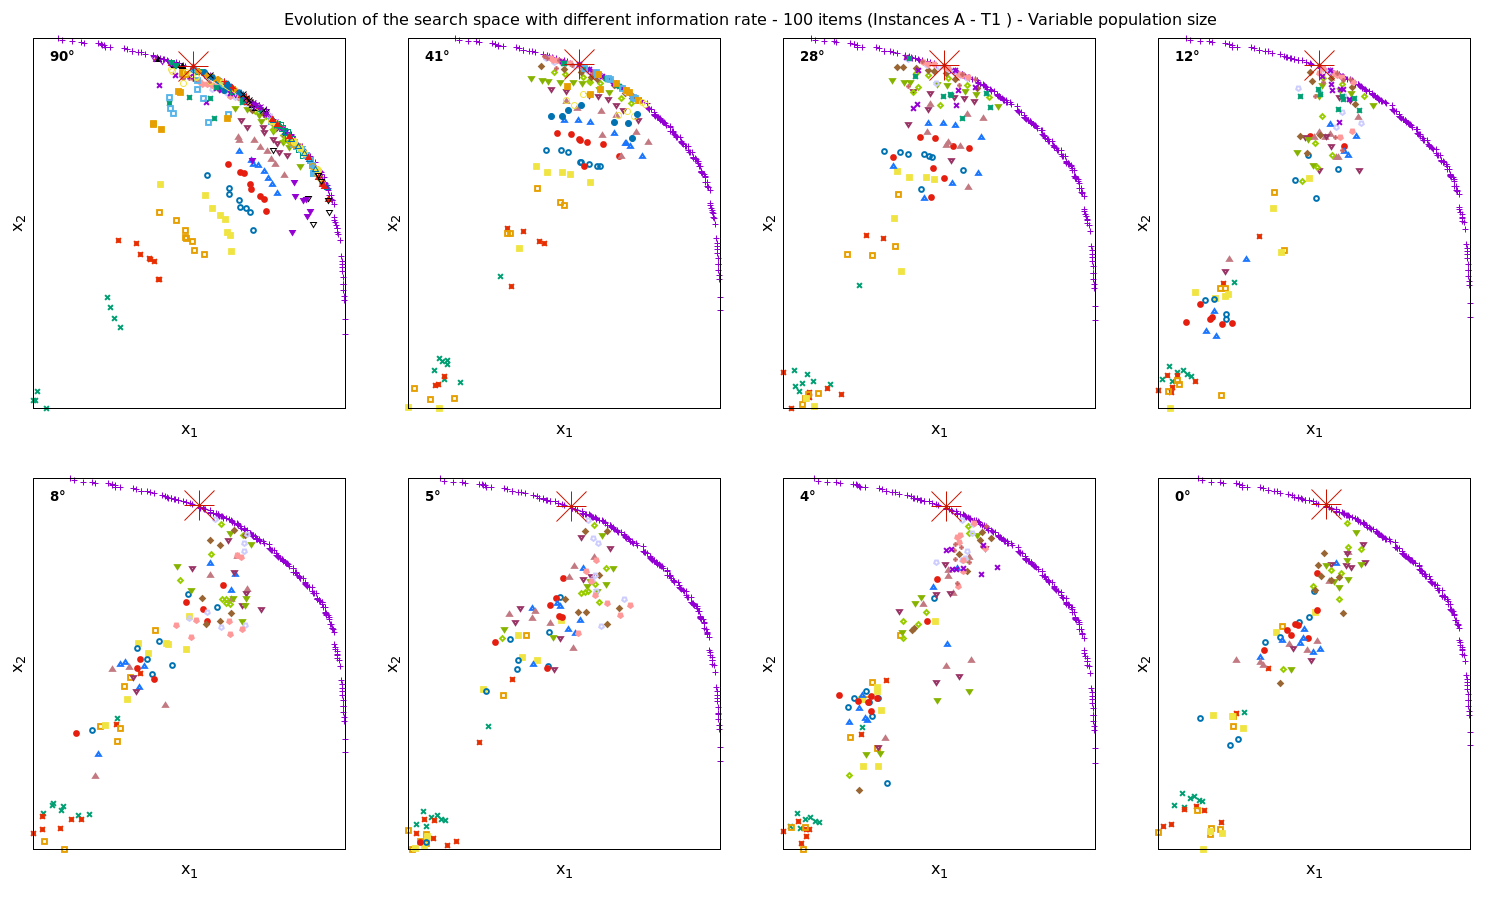 Evolution of the search space with different information rate - 100 items (Instances A - T1 ) - Variable population size
90°
41°
28°
12°
x2
x2
x2
x2
x1
x1
x1
x1
8°
5°
4°
0°
x2
x2
x2
x2
x1
x1
x1
x1